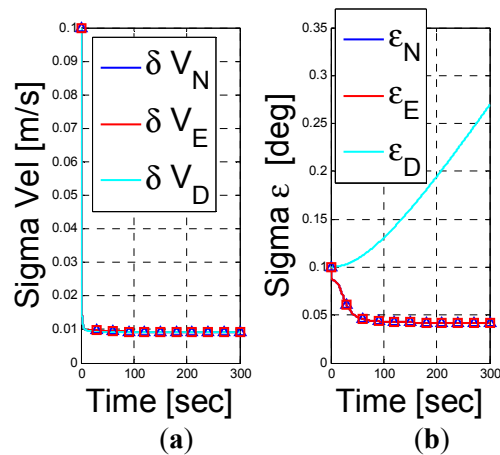 Sigma Vel [m/s]
0.1
0.09
0.08
0.07
0.06
0.05
0.04
0.03
0.02
0.01
0
0 100 200 300
Time [sec]
δ V_N
δ V_E
δ V_D
(a)
Sigma ε [deg]
0.35
0.3
0.25
0.2
0.15
0.1
0.05
0
0 100 200 300
Time [sec]
ε_N
ε_E
ε_D
(b)